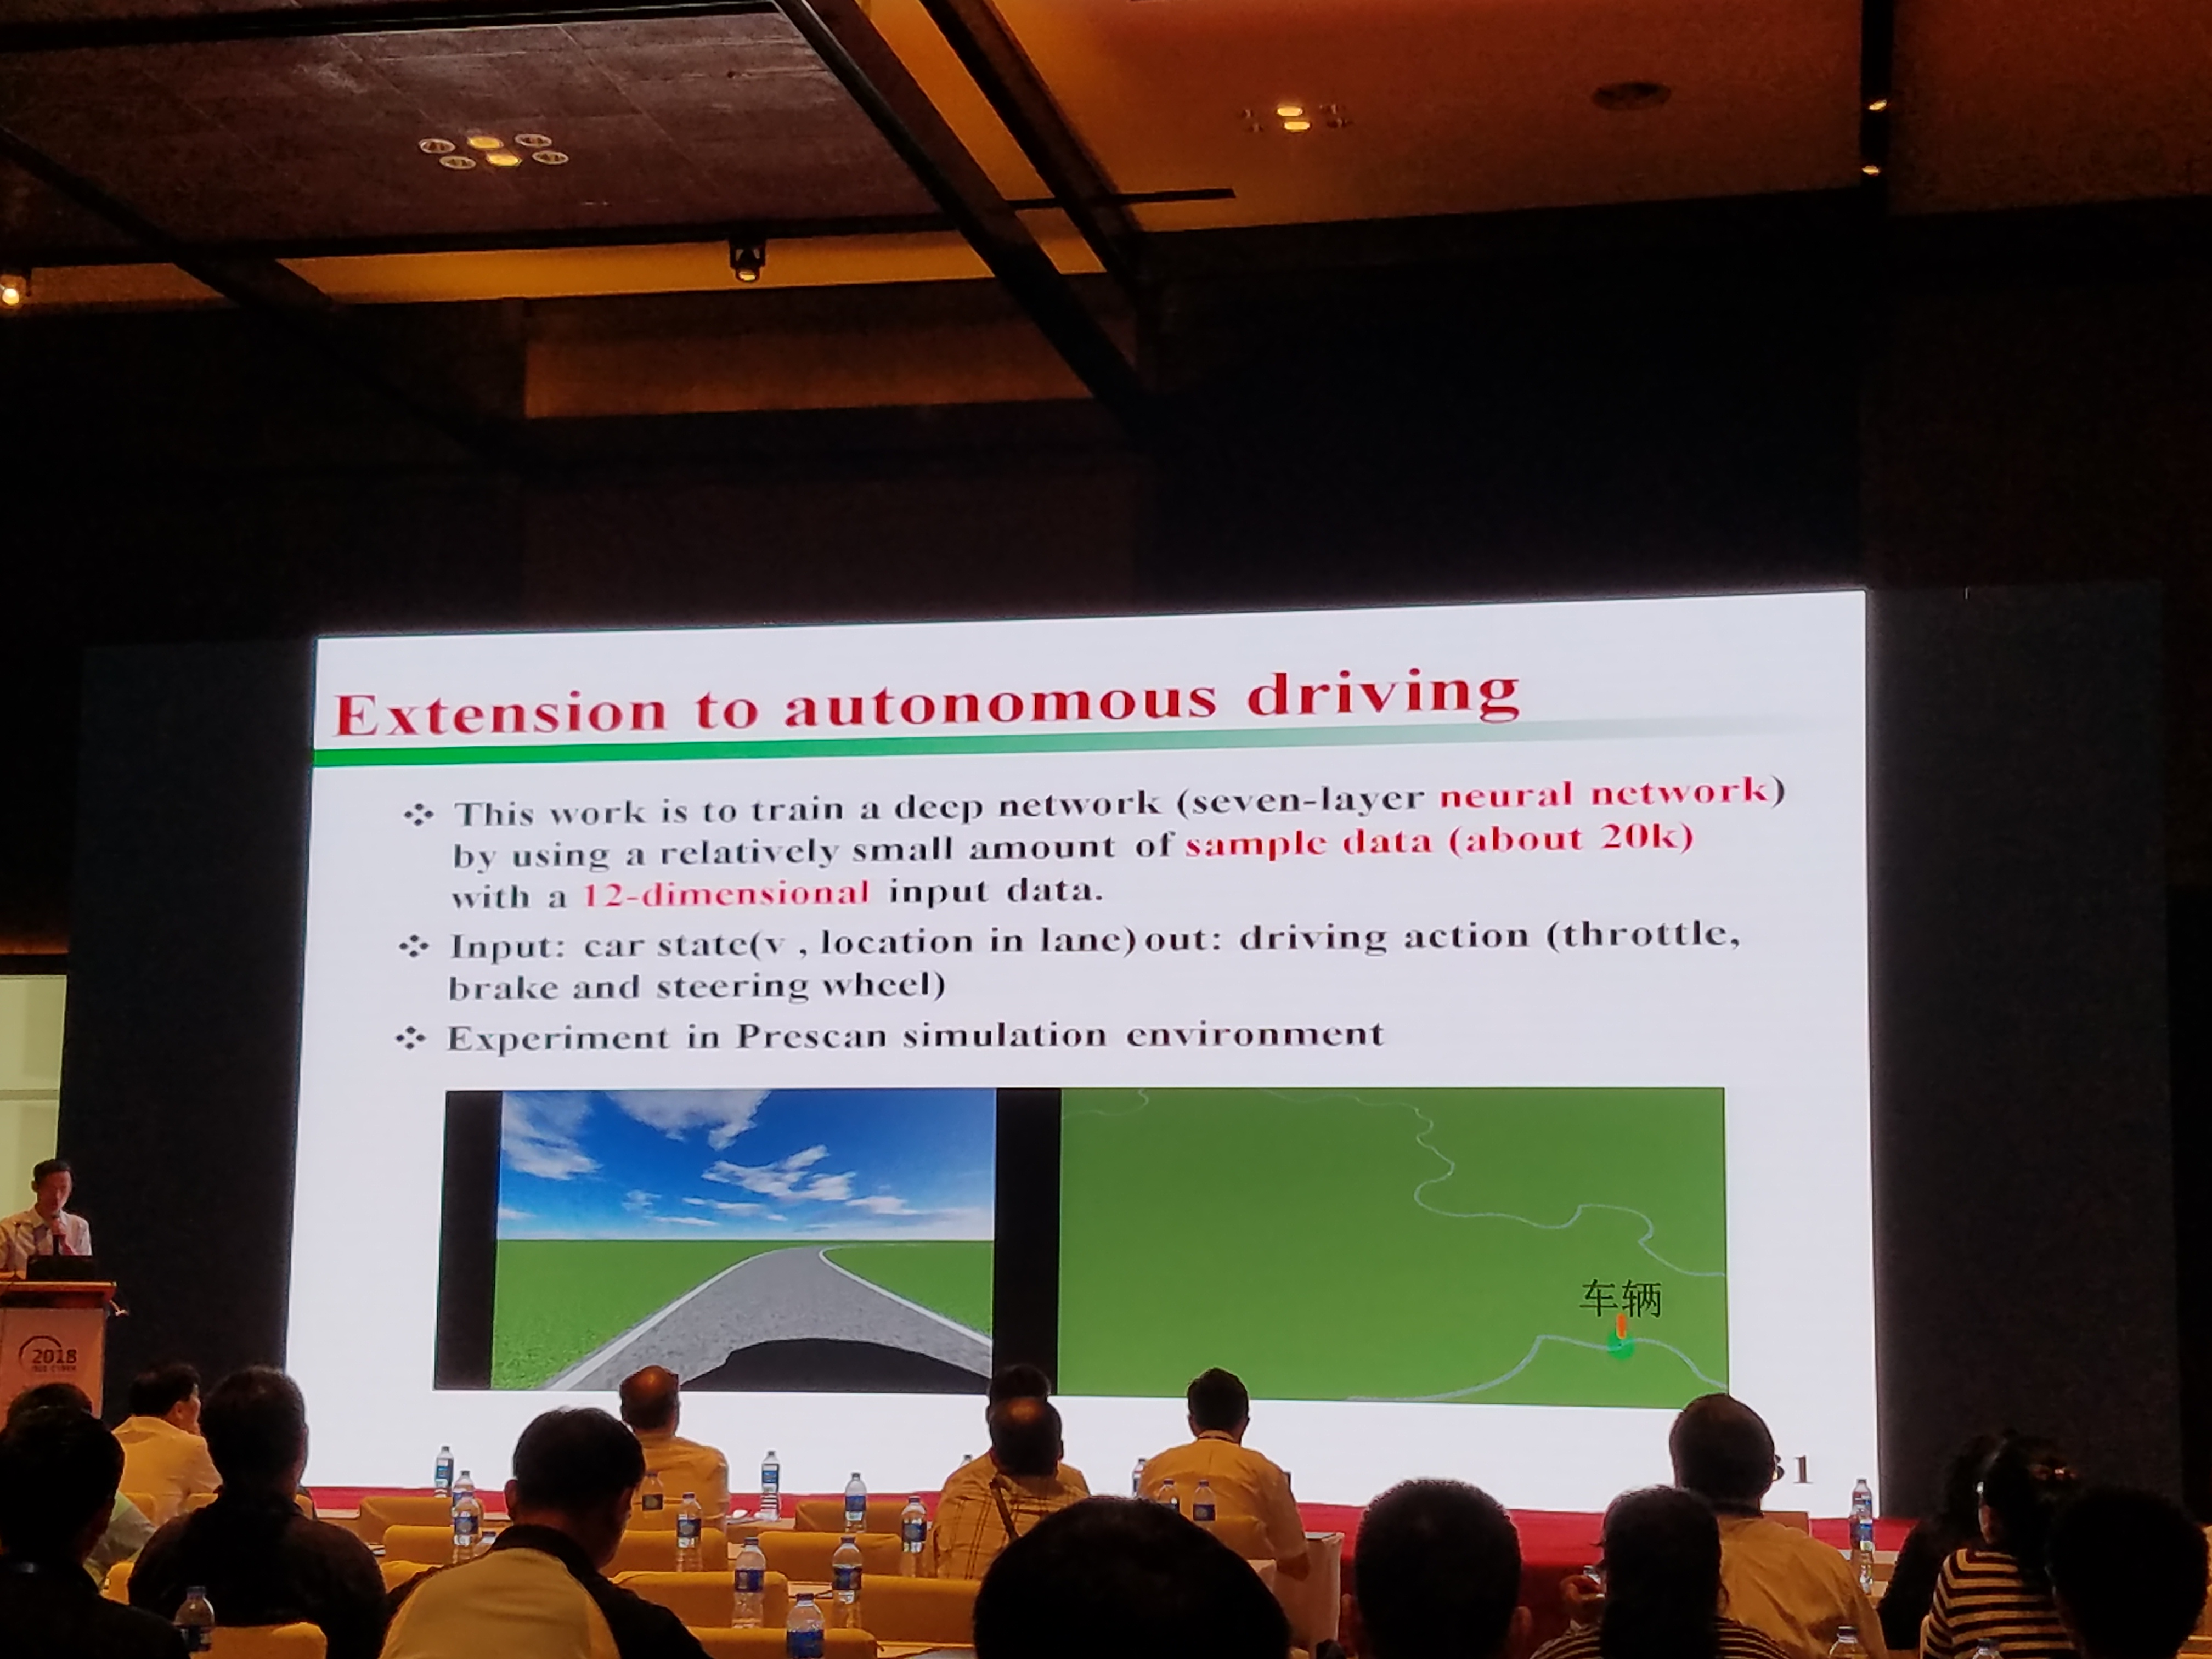 Extension to autonomous driving
This work is to train a deep network (seven-layer neural network)
by using a relatively small amount of sample data (about 20k)
with a 12-dimensional input data.
Input: car state(v , location in lane) out: driving action (throttle,
brake and steering wheel)
Experiment in Prescan simulation environment
车辆
31
2018